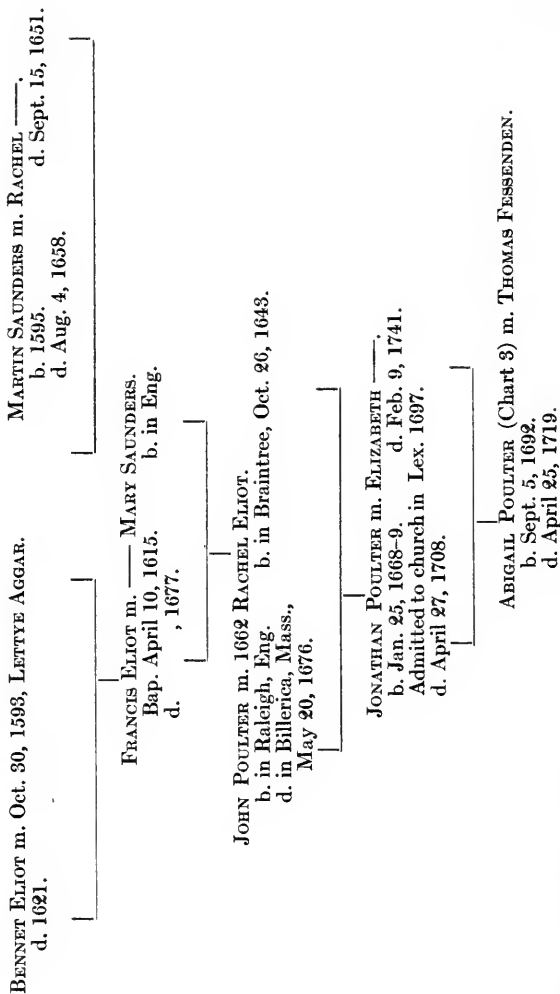 BENNET ELIOT m. Oct. 30, 1593, LETTYE AGGAR.
d. 1621.
MARTIN SAUNDERS m. RACHEL ——.
b. 1595.
d. Sept. 15, 1651.
d. Aug. 4, 1658.
FRANCIS ELIOT m. —— MARY SAUNDERS.
Bap. April 10, 1615.
b. in Eng.
d. , 1677.
JOHN POULTER m. 1662 RACHEL ELIOT.
b. in Raleigh, Eng.
b. in Braintree, Oct. 26, 1643.
d. in Billerica, Mass.,
May 20, 1676.
JONATHAN POULTER m. ELIZABETH ——.
b. Jan. 25, 1668-9.
d. Feb. 9, 1741.
Admitted to church in Lex. 1697.
d. April 27, 1708.
ABIGAIL POULTER (Chart 3) m. THOMAS FESSENDEN.
b. Sept. 5, 1692.
d. April 25, 1719.